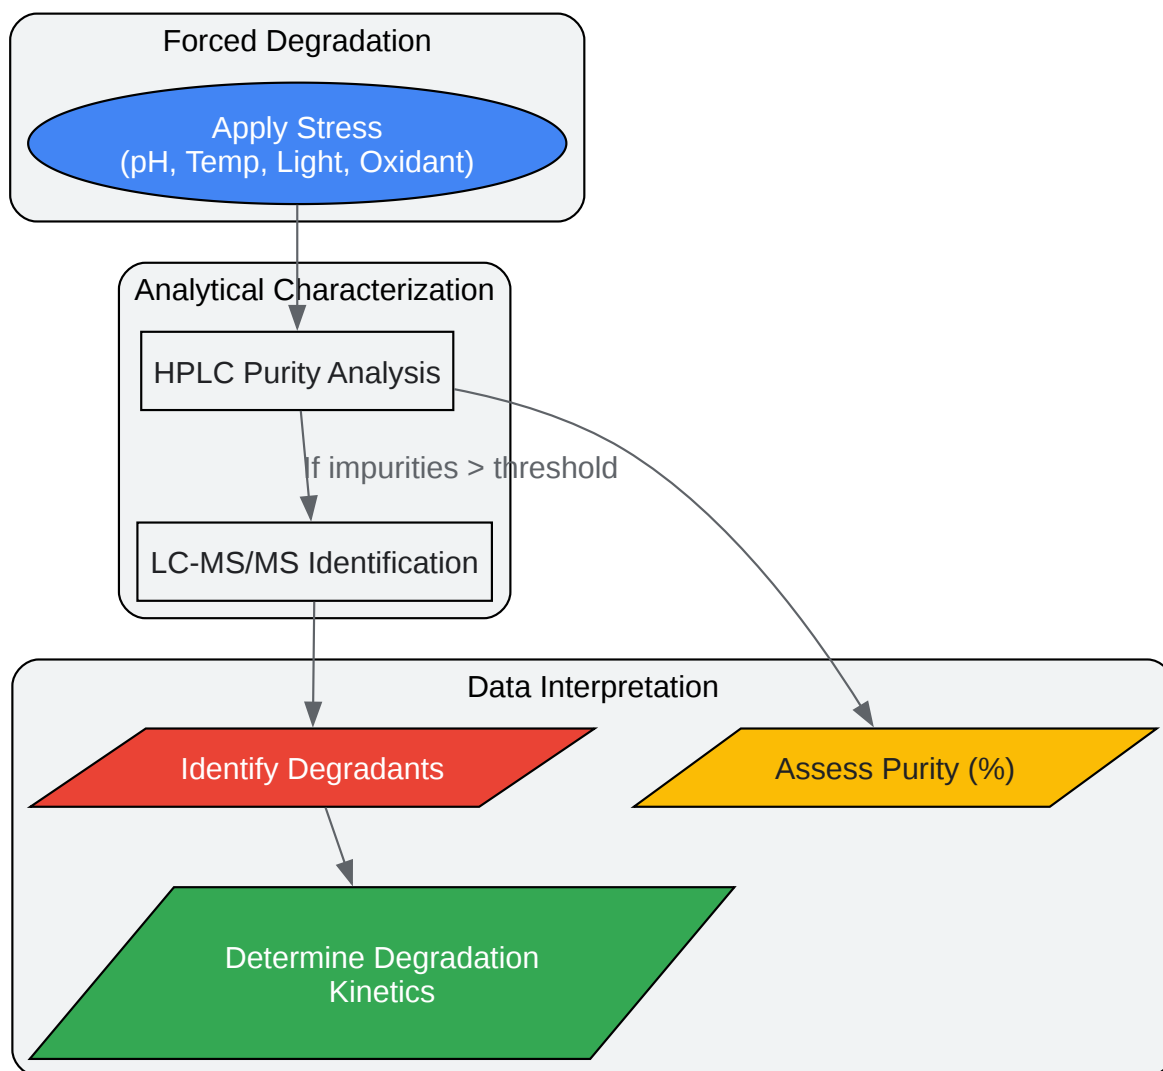 Forced Degradation
Apply Stress
(pH, Temp, Light, Oxidant)
Analytical Characterization
HPLC Purity Analysis
If impurities > threshold
LC-MS/MS Identification
Data Interpretation
Identify Degradants
Assess Purity (%)
Determine Degradation
Kinetics